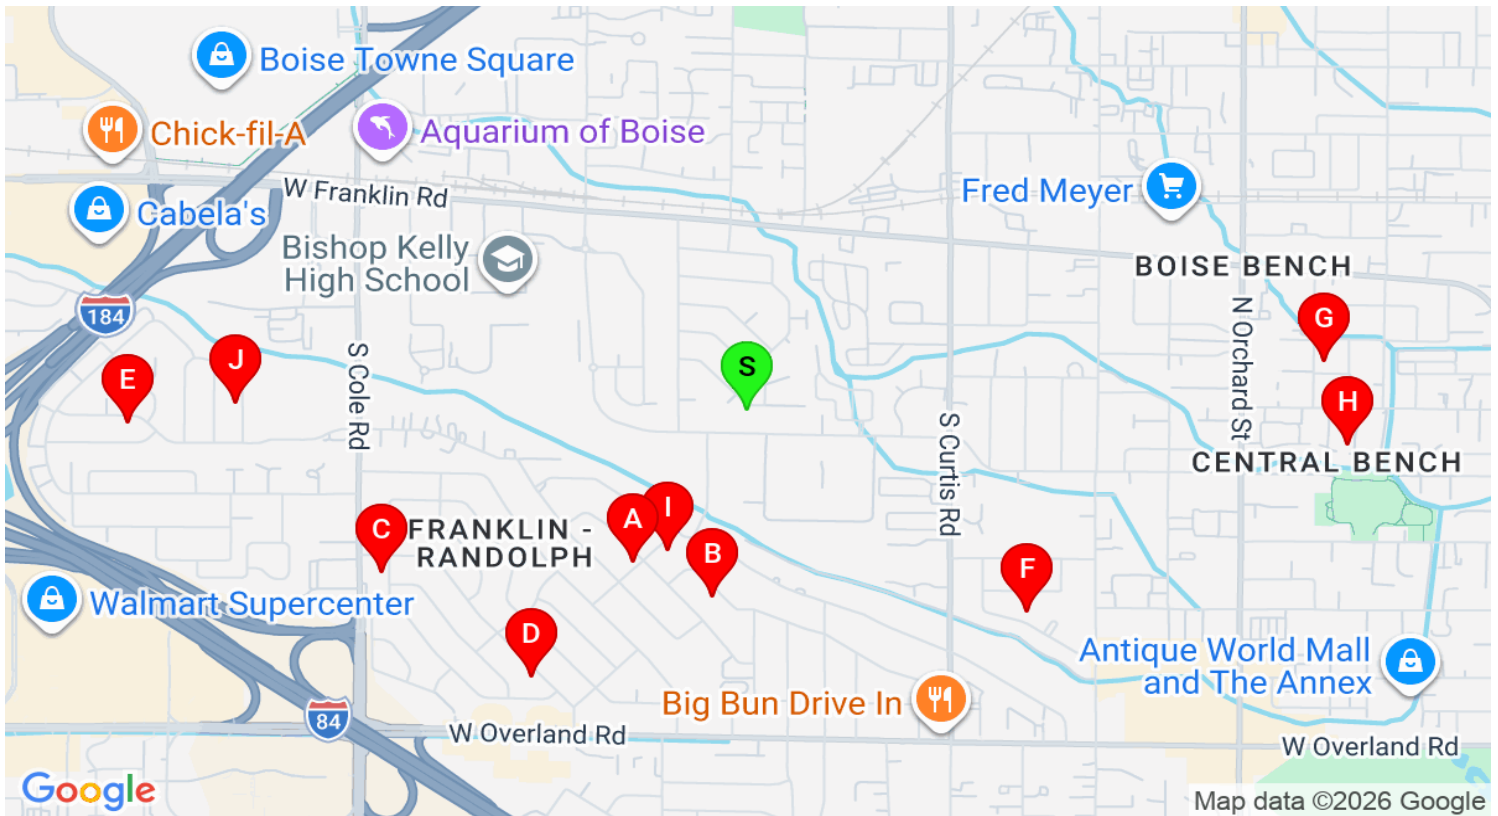 Boise Towne Square
Chick-fil-A
Aquarium of Boise
W Franklin Rd
Fred Meyer
Cabela's
Bishop Kelly
High School
BOISE BENCH
184
G
N Orchard St
S Cole Rd
J
S
E
H
S Curtis Rd
CENTRAL BENCH
I
A
C
FRANKLIN -
RANDOLPH
B
F
Walmart Supercenter
D
Antique World Mall
and The Annex
Big Bun Drive In
84
W Overland Rd
W Overland Rd
Google
Map data ©2026 Google